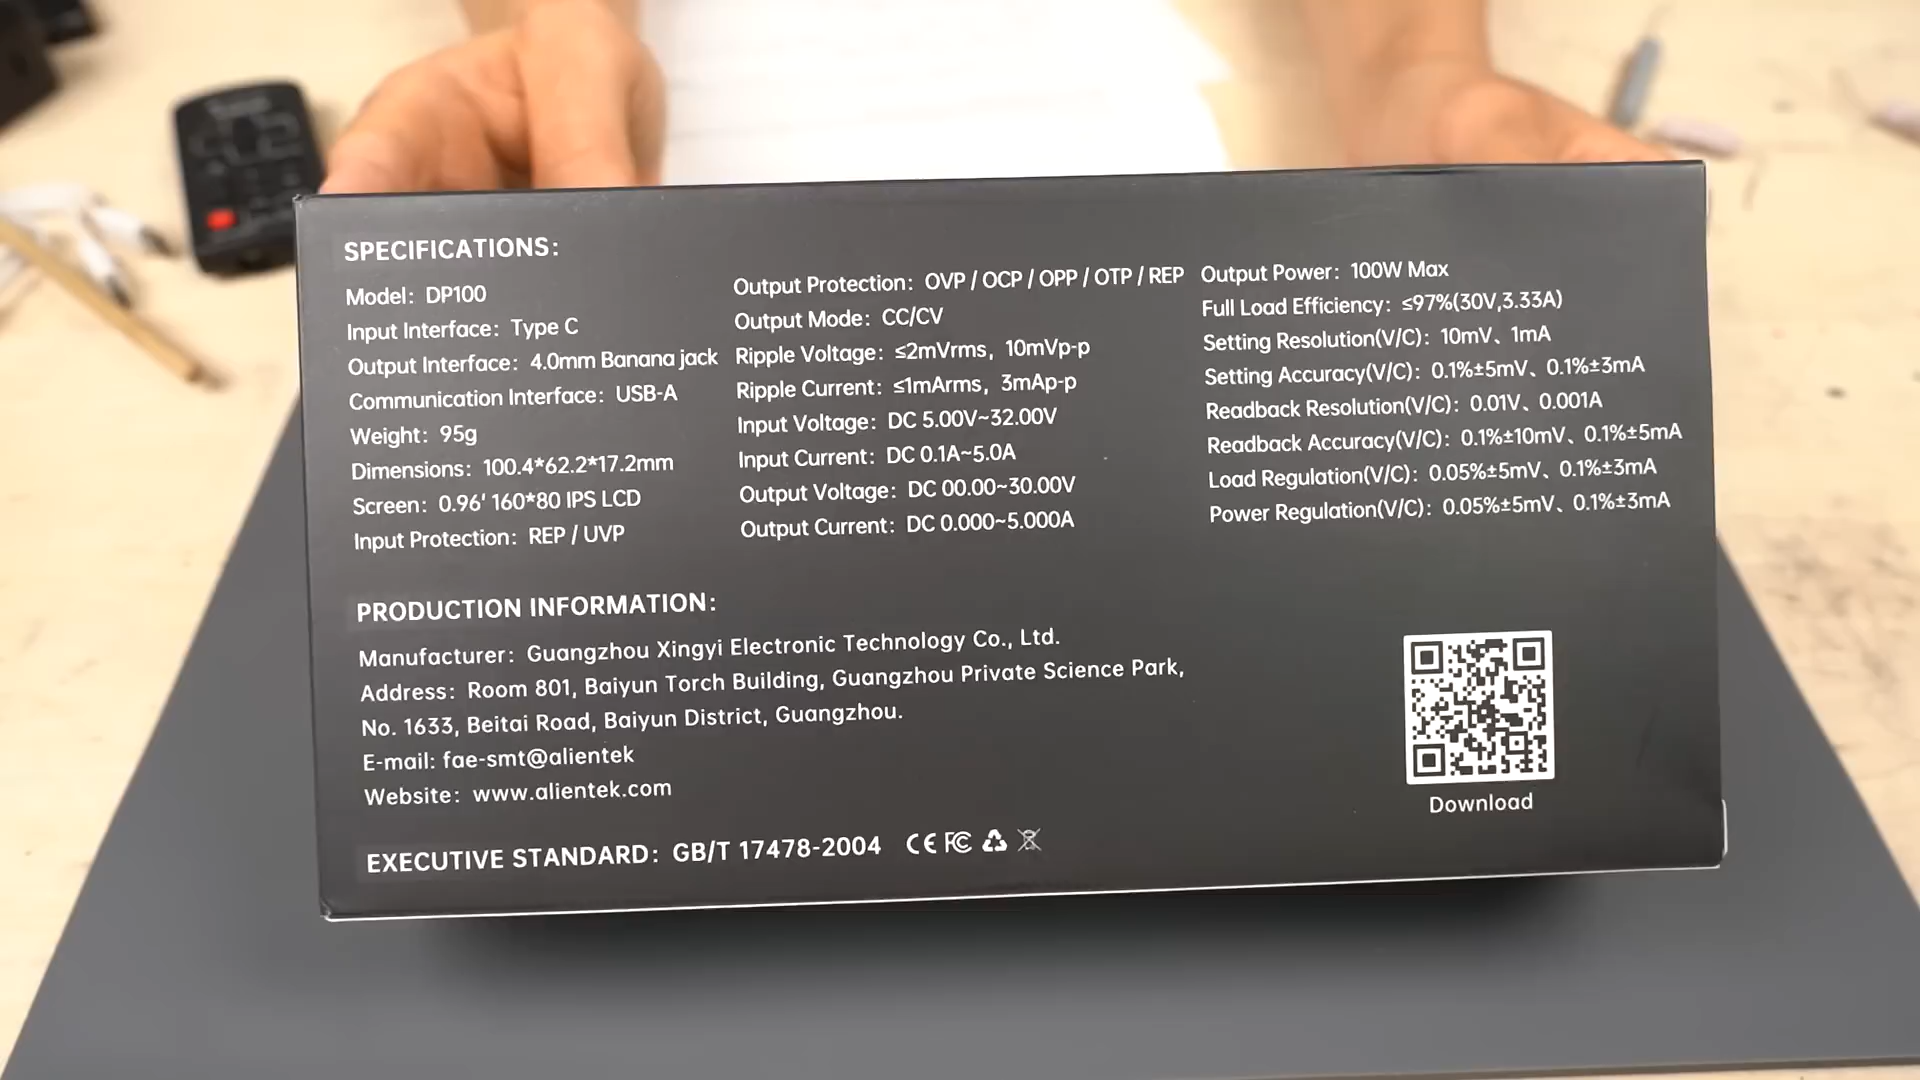 SPECIFICATIONS:
Model: DP100
Input Interface: Type C
Output Interface: 4.0mm Banana jack
Communication Interface: USB-A
Weight: 95g
Dimensions: 100.4*62.2*17.2mm
Screen: 0.96' 160*80 IPS LCD
Input Protection: REP / UVP
Output Protection: OVP / OCP / OPP / OTP / REP
Output Mode: CC/CV
Ripple Voltage: ≤2mVrms, 10mVp-p
Ripple Current: ≤1mArms, 3mAp-p
Input Voltage: DC 5.00V~32.00V
Input Current: DC 0.1A~5.0A
Output Voltage: DC 00.00~30.00V
Output Current: DC 0.000~5.000A
Output Power: 100W Max
Full Load Efficiency: ≤97%(30V,3.33A)
Setting Resolution(V/C): 10mV、1mA
Setting Accuracy(V/C): 0.1%±5mV、0.1%±3mA
Readback Resolution(V/C): 0.01V、0.001A
Readback Accuracy(V/C): 0.1%±10mV、0.1%±5mA
Load Regulation(V/C): 0.05%±5mV、0.1%±3mA
Power Regulation(V/C): 0.05%±5mV、0.1%±3mA
PRODUCTION INFORMATION:
Manufacturer: Guangzhou Xingyi Electronic Technology Co., Ltd.
Address: Room 801, Baiyun Torch Building, Guangzhou Private Science Park,
No. 1633, Beitai Road, Baiyun District, Guangzhou.
E-mail: fae-smt@alientek
Website: www.alientek.com
Download
EXECUTIVE STANDARD: GB/T 17478-2004 CE FC